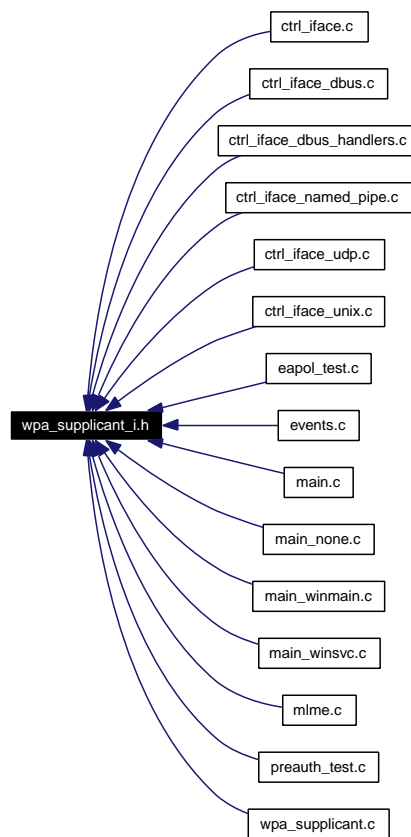 ctrl_iface.c
ctrl_iface_dbus.c
ctrl_iface_dbus_handlers.c
ctrl_iface_named_pipe.c
ctrl_iface_udp.c
ctrl_iface_unix.c
eapol_test.c
wpa_supplicant_i.h
events.c
main.c
main_none.c
main_winmain.c
main_winsvc.c
mlme.c
preauth_test.c
wpa_supplicant.c